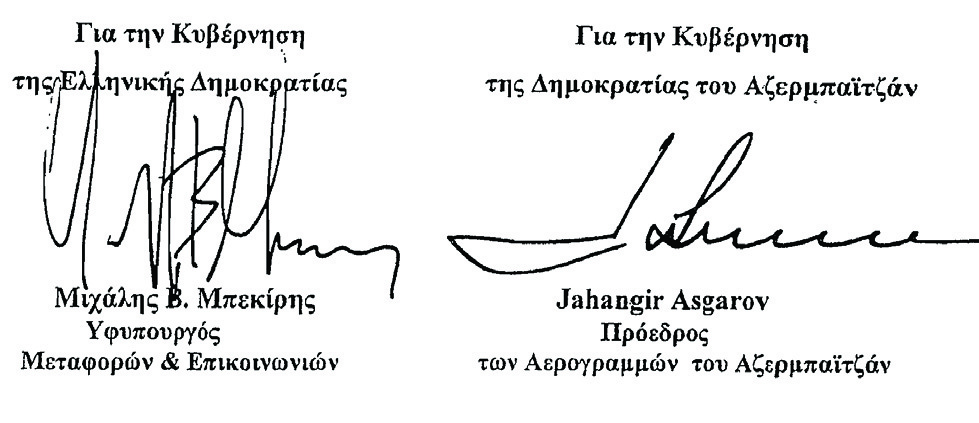 Για την Κυβέρνηση
της Ελληνικής Δημοκρατίας
Μιχάλης Β. Μπεκίρης
Υφυπουργός
Μεταφορών & Επικοινωνιών
Για την Κυβέρνηση
της Δημοκρατίας του Αζερμπαϊτζάν
Jahangir Asgarov
Πρόεδρος
των Αερογραμμών του Αζερμπαϊτζάν